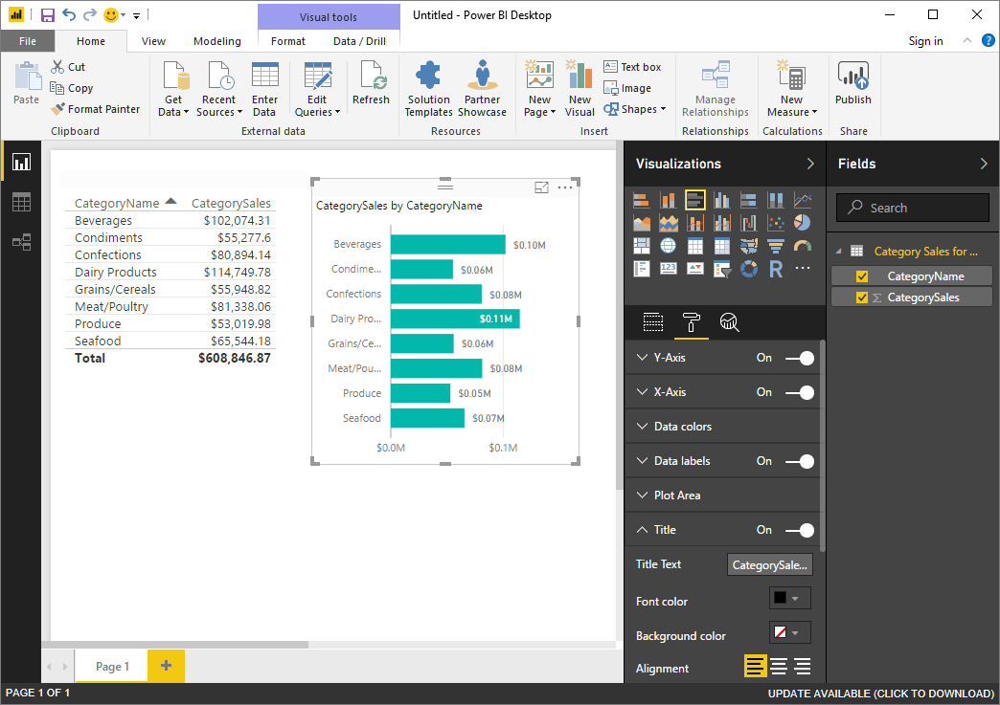 Visual tools
Untitled - Power BI Desktop
File Home View Modeling Format Data / Drill Sign in
Paste
Cut
Copy
Format Painter
Clipboard
Get Data
Recent Sources
Enter Data
Edit Queries
Refresh
External data
Solution Templates
Partner Showcase
Resources
New Page
New Visual
Text box
Image
Shapes
Insert
Manage Relationships
Relationships
New Measure
Calculations
Publish
Share
CategoryName CategorySales
Beverages $102,074.31
Condiments $55,277.6
Confections $80,894.14
Dairy Products $114,749.78
Grains/Cereals $55,948.82
Meat/Poultry $81,338.06
Produce $53,019.98
Seafood $65,544.18
Total $608,846.87
CategorySales by CategoryName
Beverages $0.10M
Condime... $0.06M
Confections $0.08M
Dairy Pro... $0.11M
Grains/Ce... $0.06M
Meat/Pou... $0.08M
Produce $0.05M
Seafood $0.07M
$0.0M $0.1M
Visualizations
123
R
Y-Axis On
X-Axis On
Data colors
Data labels On
Plot Area
Title On
Title Text CategorySale...
Font color
Background color
Alignment
Fields
Search
Category Sales for ...
CategoryName
Σ CategorySales
Page 1 +
PAGE 1 OF 1
UPDATE AVAILABLE (CLICK TO DOWNLOAD)